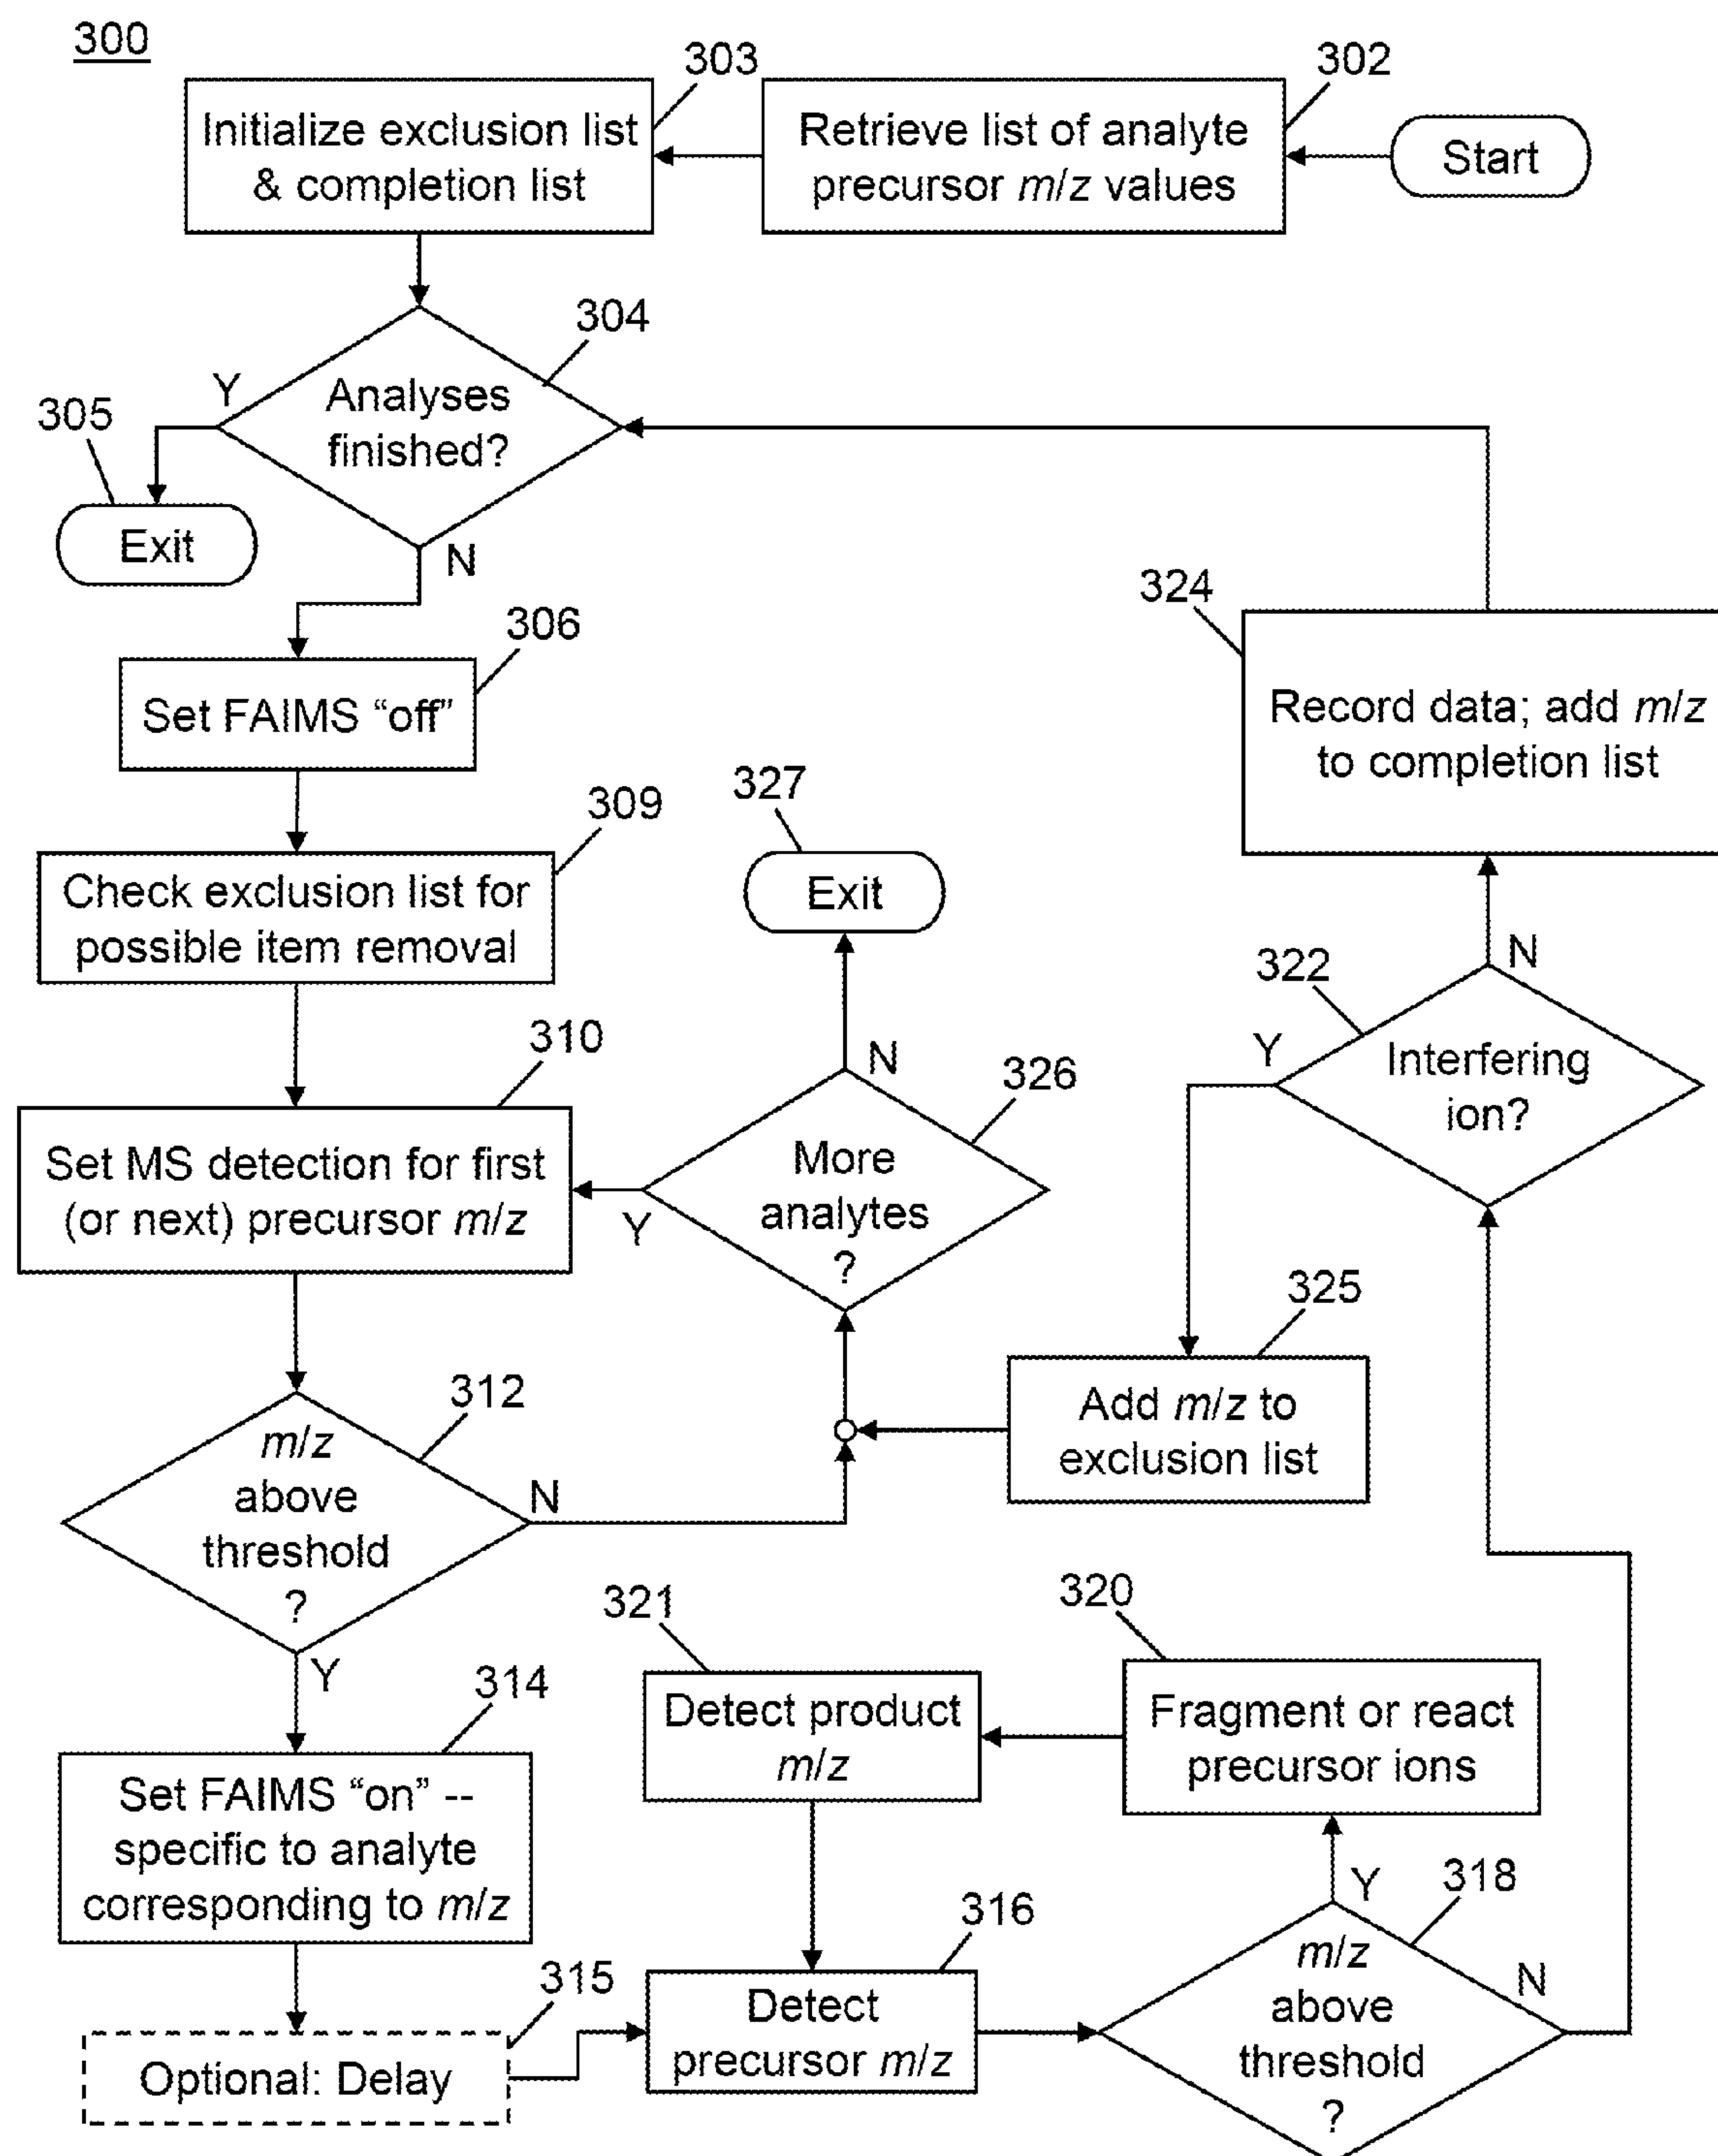 300
303
302
Initialize exclusion list
& completion list
Retrieve list of analyte
precursor m/z values
Start
304
Analyses
finished?
Y
305
Exit
N
306
Set FAIMS “off”
324
Record data; add m/z
to completion list
309
Check exclusion list for
possible item removal
327
Exit
322
N
Y
Interfering
ion?
310
Set MS detection for first
(or next) precursor m/z
N
326
More
analytes
?
Y
325
Add m/z to
exclusion list
312
m/z
above
threshold
?
N
Y
314
Set FAIMS “on” --
specific to analyte
corresponding to m/z
321
Detect product
m/z
320
Fragment or react
precursor ions
315
Optional: Delay
316
Detect
precursor m/z
Y
318
m/z
above
threshold
?
N